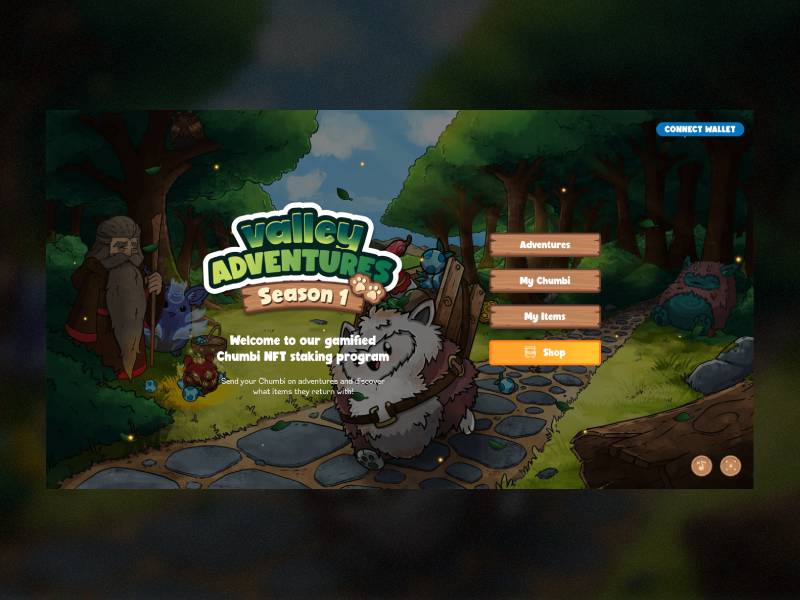 CONNECT WALLET
valley
ADVENTURES
Season 1
Welcome to our gamified
Chumbi NFT staking program
Send your Chumbi on adventures and discover
what items they return with!
Adventures
My Chumbi
My Items
Shop